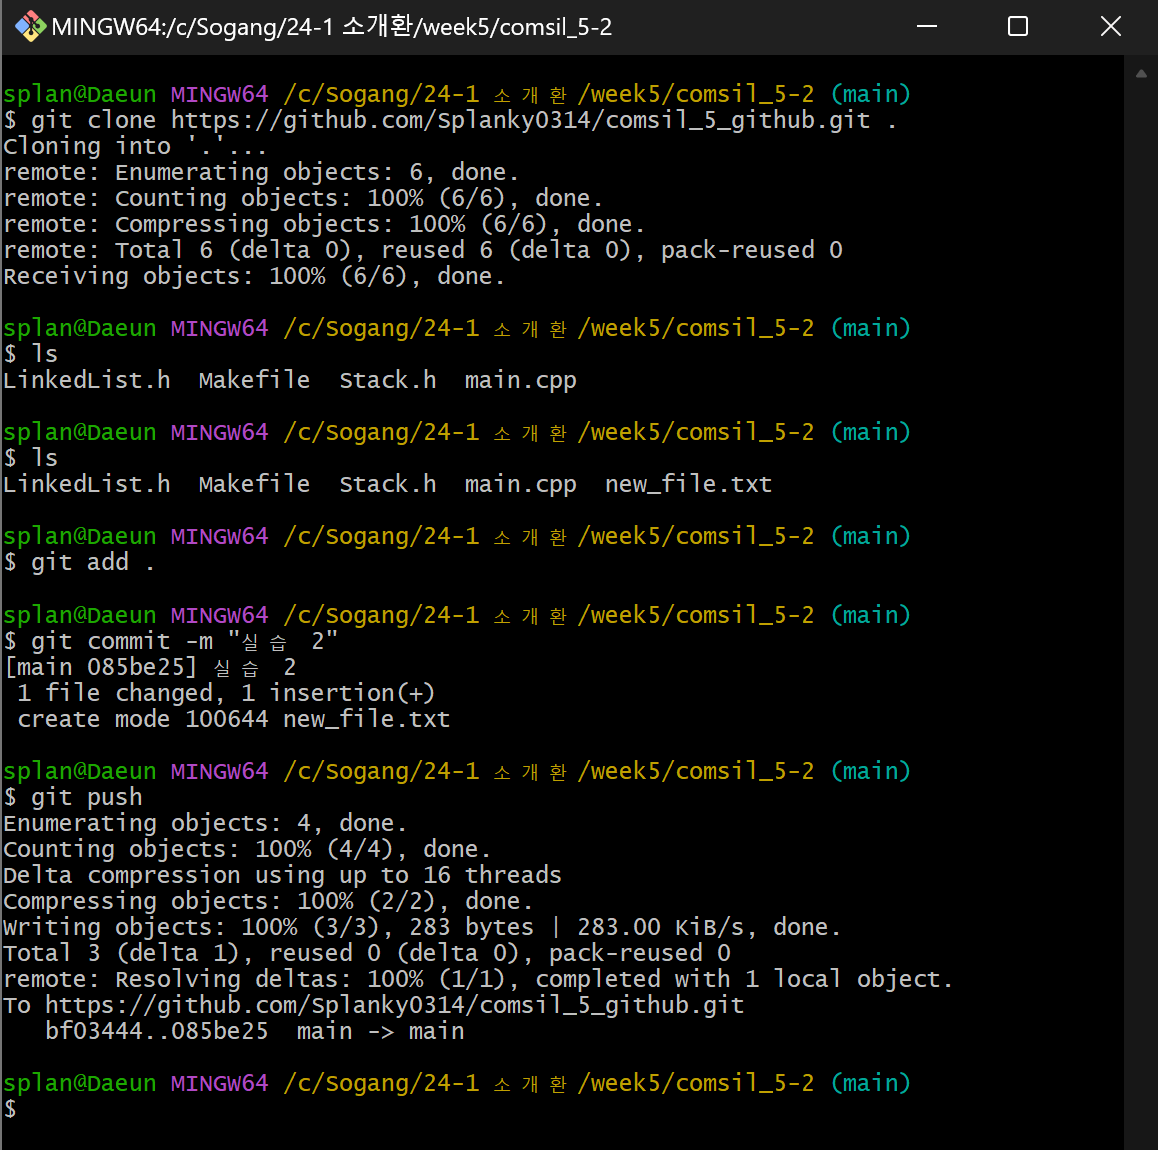 MINGW64:/c/Sogang/24-1 소개환/week5/comsil_5-2
splan@Daeun MINGW64 /c/Sogang/24-1 소개환/week5/comsil_5-2 (main)
$ git clone https://github.com/Splanky0314/comsil_5_github.git .
Cloning into '.'...
remote: Enumerating objects: 6, done.
remote: Counting objects: 100% (6/6), done.
remote: Compressing objects: 100% (6/6), done.
remote: Total 6 (delta 0), reused 6 (delta 0), pack-reused 0
Receiving objects: 100% (6/6), done.
splan@Daeun MINGW64 /c/Sogang/24-1 소개환/week5/comsil_5-2 (main)
$ ls
LinkedList.h  Makefile  Stack.h  main.cpp
splan@Daeun MINGW64 /c/Sogang/24-1 소개환/week5/comsil_5-2 (main)
$ ls
LinkedList.h  Makefile  Stack.h  main.cpp  new_file.txt
splan@Daeun MINGW64 /c/Sogang/24-1 소개환/week5/comsil_5-2 (main)
$ git add .
splan@Daeun MINGW64 /c/Sogang/24-1 소개환/week5/comsil_5-2 (main)
$ git commit -m "실습 2"
[main 085be25] 실습 2
 1 file changed, 1 insertion(+)
 create mode 100644 new_file.txt
splan@Daeun MINGW64 /c/Sogang/24-1 소개환/week5/comsil_5-2 (main)
$ git push
Enumerating objects: 4, done.
Counting objects: 100% (4/4), done.
Delta compression using up to 16 threads
Compressing objects: 100% (2/2), done.
Writing objects: 100% (3/3), 283 bytes | 283.00 KiB/s, done.
Total 3 (delta 1), reused 0 (delta 0), pack-reused 0
remote: Resolving deltas: 100% (1/1), completed with 1 local object.
To https://github.com/Splanky0314/comsil_5_github.git
   bf03444..085be25  main -> main
splan@Daeun MINGW64 /c/Sogang/24-1 소개환/week5/comsil_5-2 (main)
$